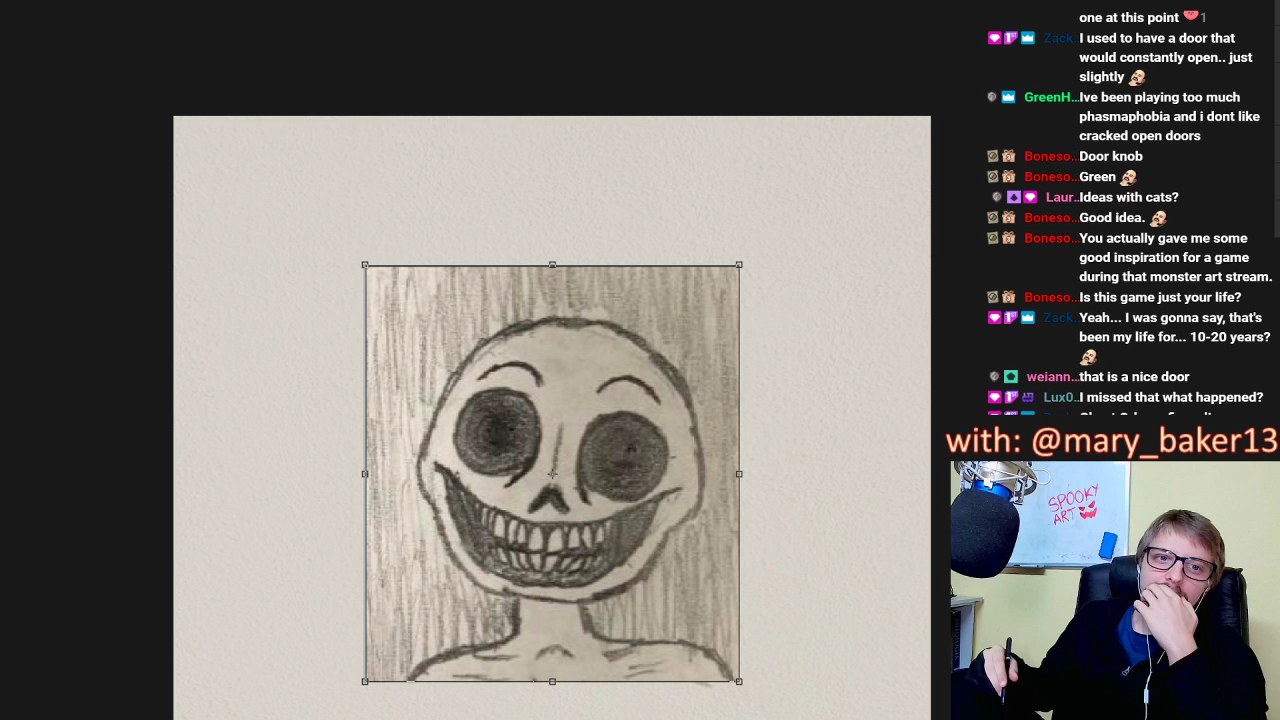 one at this point 1
Zack. I used to have a door that
would constantly open.. just
slightly
GreenH... Ive been playing too much
phasmaphobia and i dont like
cracked open doors
Boneso... Door knob
Boneso... Green
Laur... Ideas with cats?
Boneso... Good idea.
Boneso... You actually gave me some
good inspiration for a game
during that monster art stream.
Boneso... Is this game just your life?
Zack. Yeah... I was gonna say, that's
been my life for... 10-20 years?
weiann... that is a nice door
Lux0... I missed that what happened?
with: @mary_baker13
SPOOKY
ART